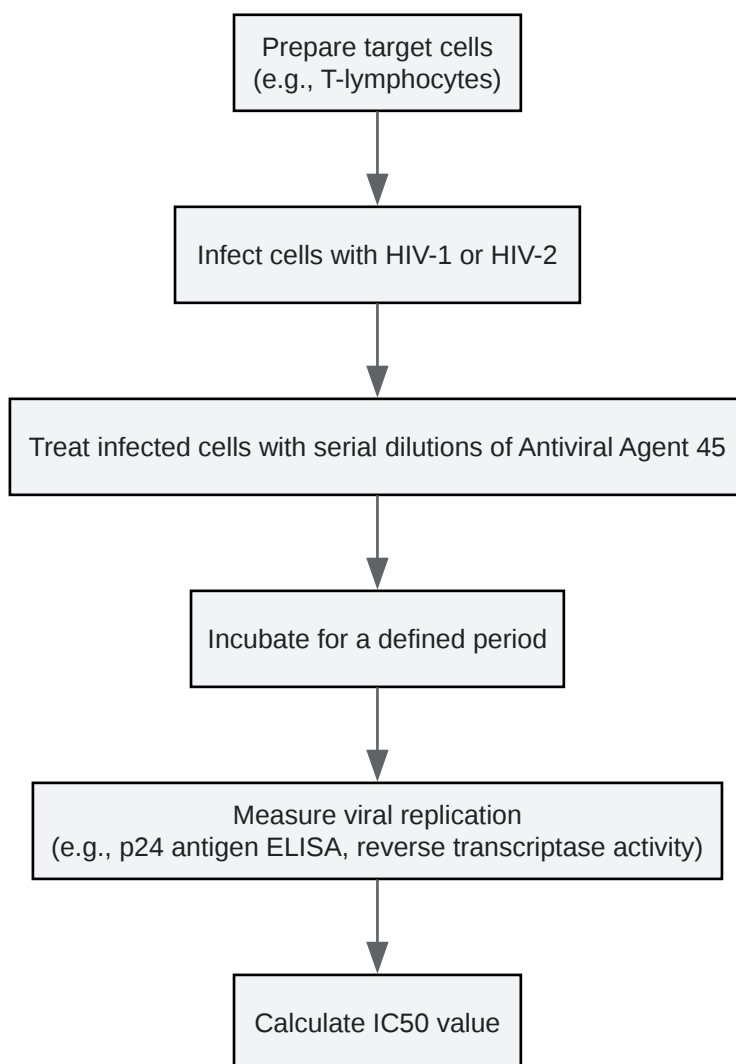 Prepare target cells
(e.g., T-lymphocytes)
Infect cells with HIV-1 or HIV-2
Treat infected cells with serial dilutions of Antiviral Agent 45
Incubate for a defined period
Measure viral replication
(e.g., p24 antigen ELISA, reverse transcriptase activity)
Calculate IC50 value